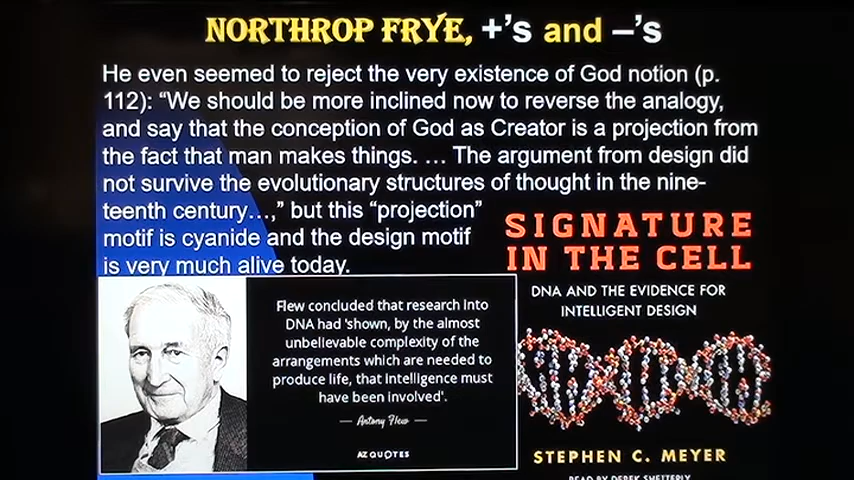 NORTHROP FRYE, +'s and –'s
He even seemed to reject the very existence of God notion (p.
112): “We should be more inclined now to reverse the analogy,
and say that the conception of God as Creator is a projection from
the fact that man makes things. … The argument from design did
not survive the evolutionary structures of thought in the nine-
teenth century…,” but this “projection”
motif is cyanide and the design motif
is very much alive today.
SIGNATURE
IN THE CELL
DNA AND THE EVIDENCE FOR
INTELLIGENT DESIGN
Flew concluded that research into
DNA had 'shown, by the almost
unbelievable complexity of the
arrangements which are needed to
produce life, that intelligence must
have been involved'.
— Antony Flew —
AZ QUOTES
STEPHEN C. MEYER
READ BY DEREK SHETTERLY